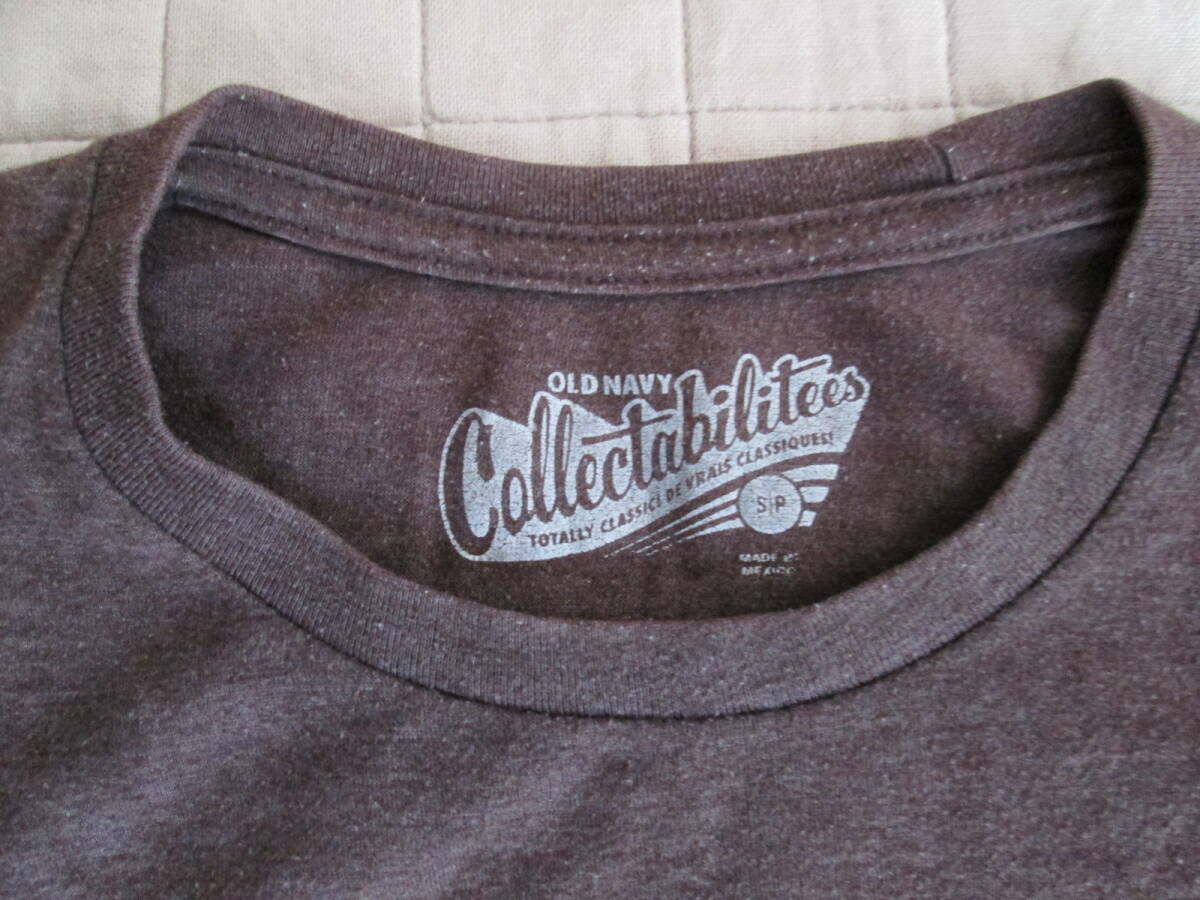 OLD NAVY
Collectabilitees
TOTALLY CLASSIC! DE VRAIS CLASSIQUES!
S/P
MADE IN
MEXICO